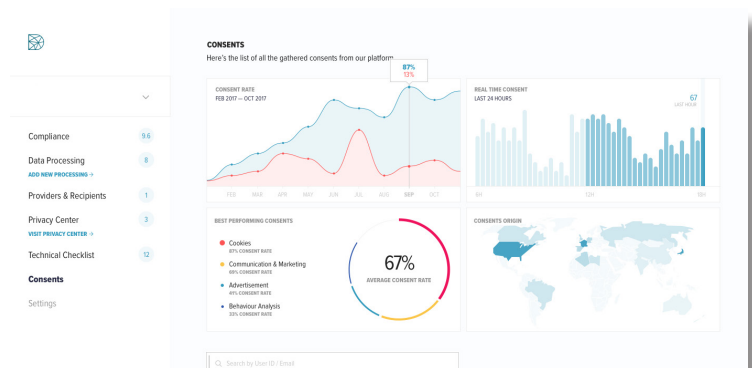 CONSENTS
Here's the list of all the gathered consents from our platform
87%
13%
CONSENT RATE
FEB 2017 — OCT 2017
FEB MAR APR MAY JUN JUL AUG SEP OCT
REAL TIME CONSENT
LAST 24 HOURS
67
LAST HOUR
6H 12H 18H
Compliance 9.6
Data Processing 8
ADD NEW PROCESSING →
Providers & Recipients 1
Privacy Center 3
VISIT PRIVACY CENTER →
Technical Checklist 12
Consents
Settings
BEST PERFORMING CONSENTS
Cookies
87% CONSENT RATE
Communication & Marketing
69% CONSENT RATE
Advertisement
41% CONSENT RATE
Behaviour Analysis
33% CONSENT RATE
67%
AVERAGE CONSENT RATE
CONSENTS ORIGIN
Search by User ID / Email